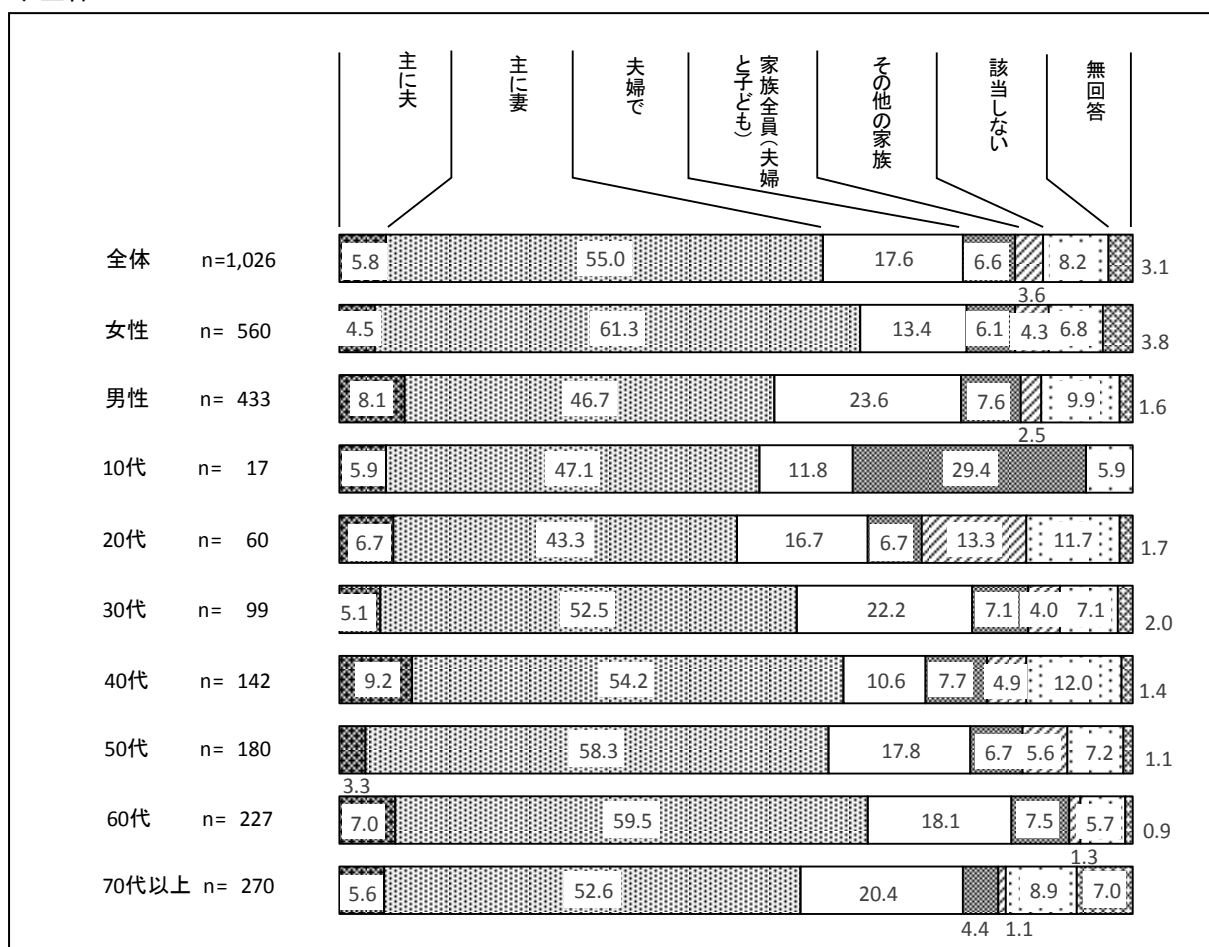 主に夫
主に妻
夫婦で
家族全員(夫婦
と子ども)
その他の家族
該当しない
無回答
全体 n=1,026 5.8 55.0 17.6 6.6 8.2 3.1
3.6
女性 n= 560 4.5 61.3 13.4 6.1 4.3 6.8 3.8
男性 n= 433 8.1 46.7 23.6 7.6 9.9 1.6
2.5
10代 n= 17 5.9 47.1 11.8 29.4 5.9
20代 n= 60 6.7 43.3 16.7 6.7 13.3 11.7 1.7
30代 n= 99 5.1 52.5 22.2 7.1 4.0 7.1 2.0
40代 n= 142 9.2 54.2 10.6 7.7 4.9 12.0 1.4
50代 n= 180 58.3 17.8 6.7 5.6 7.2 1.1
3.3
60代 n= 227 7.0 59.5 18.1 7.5 5.7 0.9
1.3
70代以上 n= 270 5.6 52.6 20.4 8.9 7.0
4.4 1.1